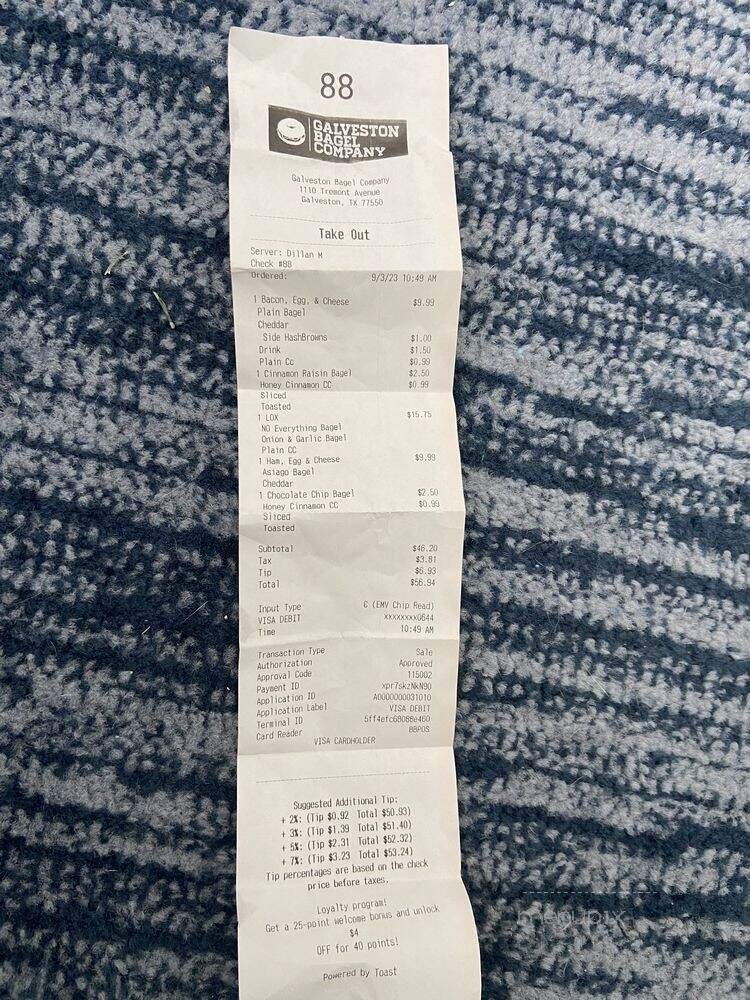 88
GALVESTON
BAGEL
COMPANY
Galveston Bagel Company
1110 Tremont Avenue
Galveston, TX 77550
Take Out
Server: Dillan M
Check #88
Ordered: 9/3/23 10:49 AM
1 Bacon, Egg, & Cheese $9.99
Plain Bagel
Cheddar
Side HashBrowns $1.00
Drink $1.50
Plain Cc $0.99
1 Cinnamon Raisin Bagel $2.50
Honey Cinnamon CC $0.99
Sliced
Toasted
1 LOX $15.75
NO Everything Bagel
Onion & Garlic Bagel
Plain CC
1 Ham, Egg & Cheese $9.99
Asiago Bagel
Cheddar
1 Chocolate Chip Bagel $2.50
Honey Cinnamon CC $0.99
Sliced
Toasted
Subtotal $46.20
Tax $3.81
Tip $6.93
Total $56.94
Input Type C (EMV Chip Read)
VISA DEBIT xxxxxxxx0644
Time 10:49 AM
Transaction Type Sale
Authorization Approved
Approval Code 115002
Payment ID xpr7skzNkN90
Application ID A0000000031010
Application Label VISA DEBIT
Terminal ID 5ff4efc68088e460
Card Reader BBPOS
VISA CARDHOLDER
Suggested Additional Tip:
+ 2%: (Tip $0.92 Total $50.93)
+ 3%: (Tip $1.39 Total $51.40)
+ 5%: (Tip $2.31 Total $52.32)
+ 7%: (Tip $3.23 Total $53.24)
Tip percentages are based on the check
price before taxes.
Loyalty program!
Get a 25-point welcome bonus and unlock
$4
OFF for 40 points!
Powered by Toast